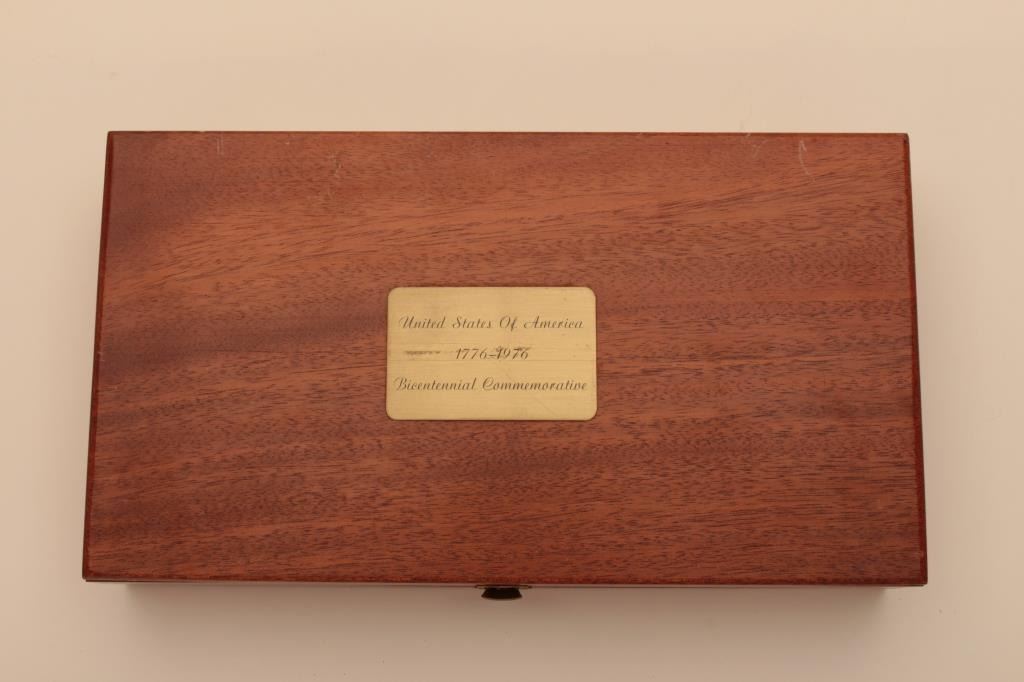 United States Of America
1776-1976
Bicentennial Commemorative